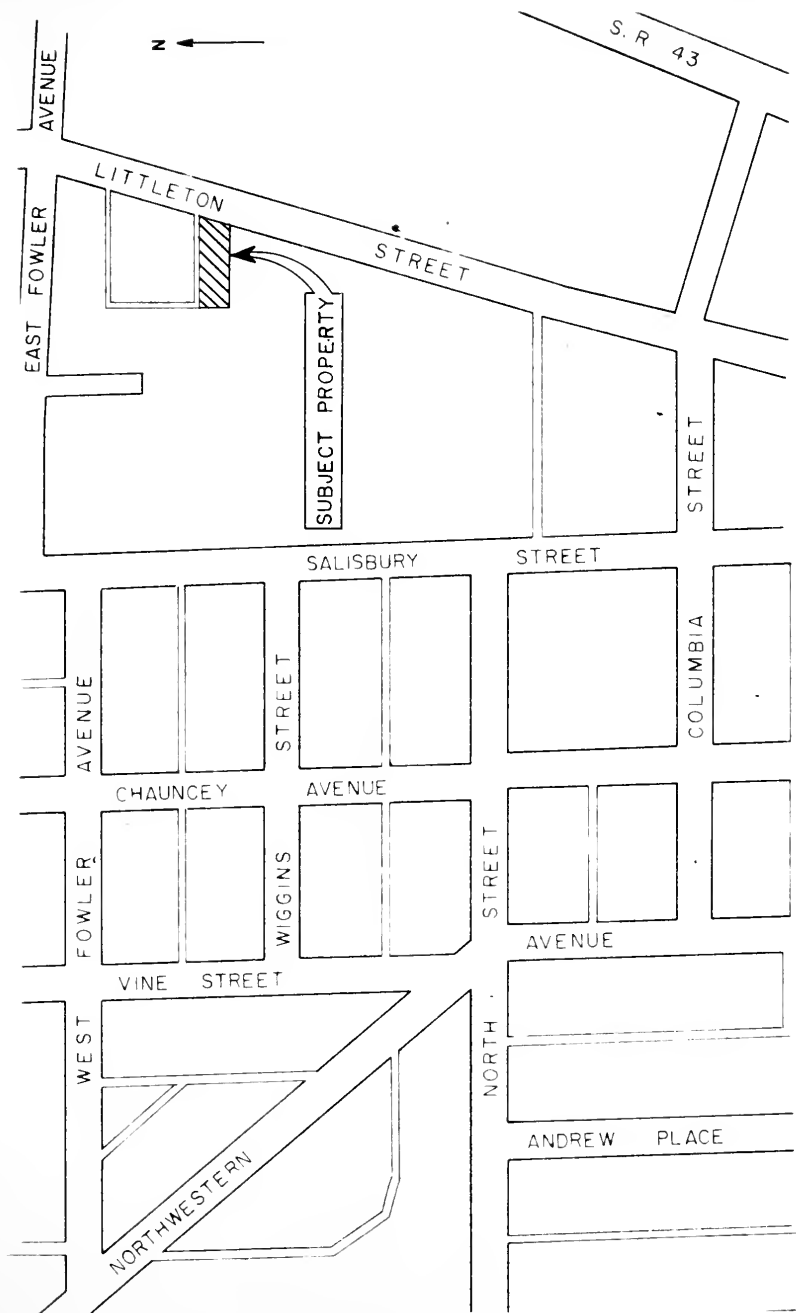 S.R 43
N
AVENUE
LITTLETON
STREET
EAST FOWLER
SUBJECT PROPERTY
STREET
SALISBURY
STREET
COLUMBIA
STREET
AVENUE
CHAUNCEY
AVENUE
STREET
WIGGINS
FOWLER
AVENUE
VINE STREET
WEST
NORTH
ANDREW PLACE
NORTHWESTERN